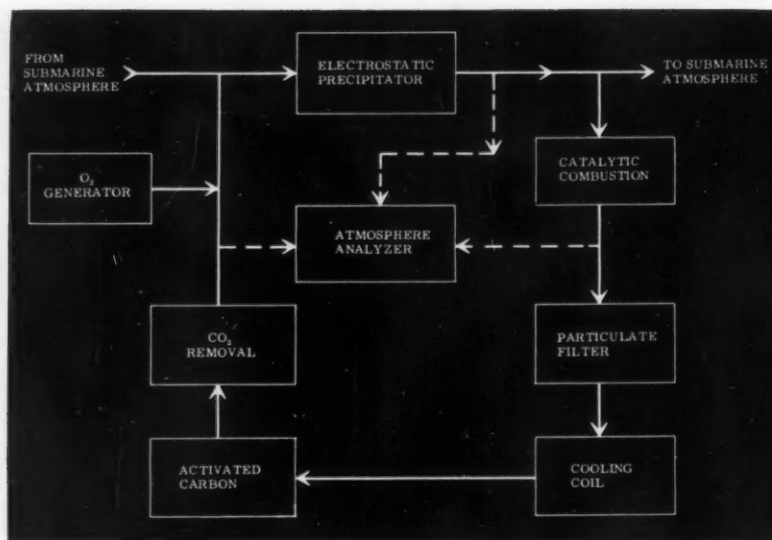 FROM
SUBMARINE
ATMOSPHERE
ELECTROSTATIC
PRECIPITATOR
TO SUBMARINE
ATMOSPHERE
O₂
GENERATOR
CATALYTIC
COMBUSTION
ATMOSPHERE
ANALYZER
CO₂
REMOVAL
PARTICULATE
FILTER
ACTIVATED
CARBON
COOLING
COIL